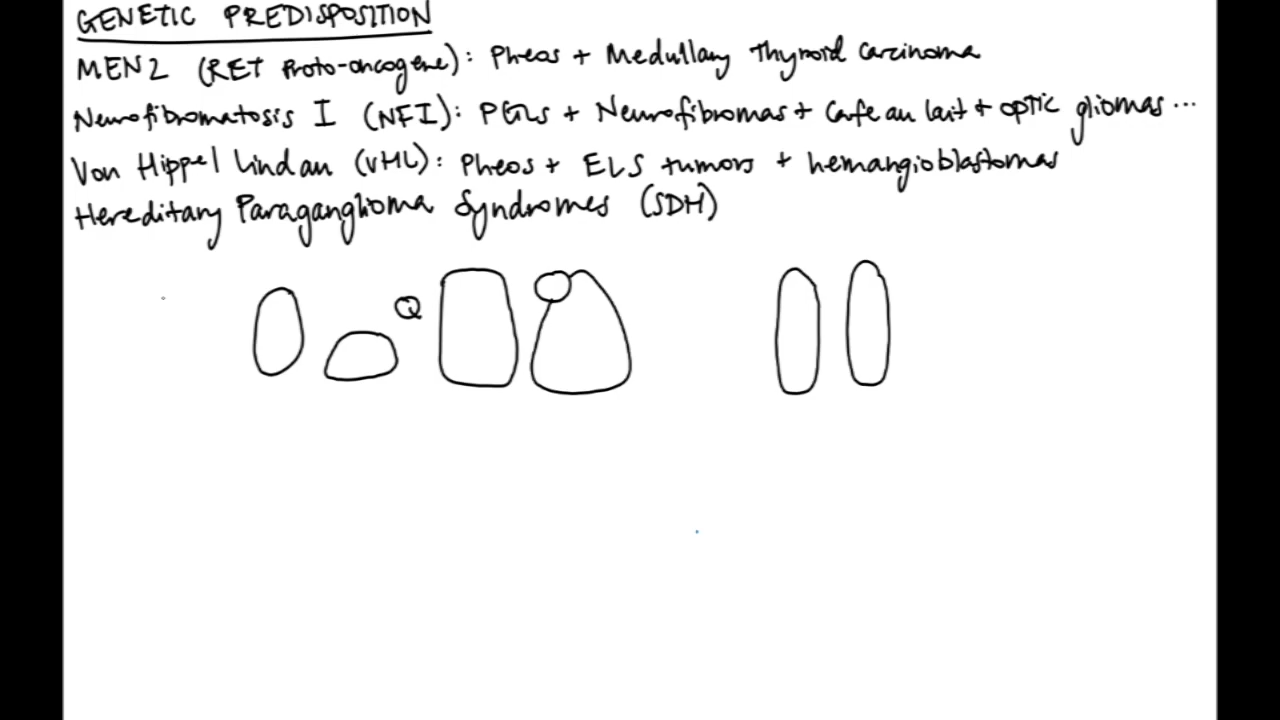 GENETIC PREDISPOSITION
MEN2 (RET Proto-oncogene): Pheos + Medullary Thyroid carcinoma
Neurofibromatosis I (NFI): PGLs + Neurofibromas + Cafe au lait + optic gliomas ...
Von Hippel Lindau (VHL): Pheos + ELS tumors + hemangioblastomas
Hereditary Paraganglioma Syndromes (SDH)
Q